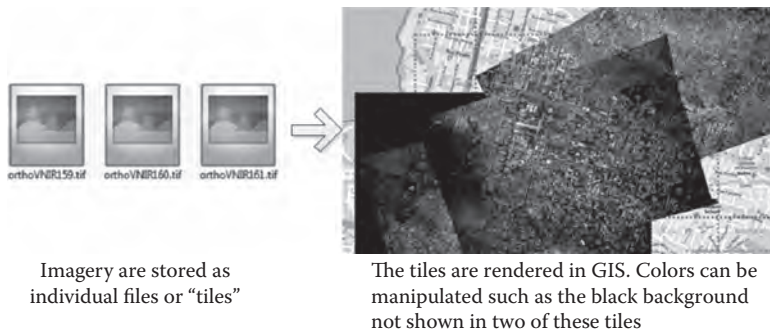 orthoVNIR159.tif orthoVNIR160.tif orthoVNIR161.tif
Imagery are stored as
individual files or “tiles”
The tiles are rendered in GIS. Colors can be
manipulated such as the black background
not shown in two of these tiles